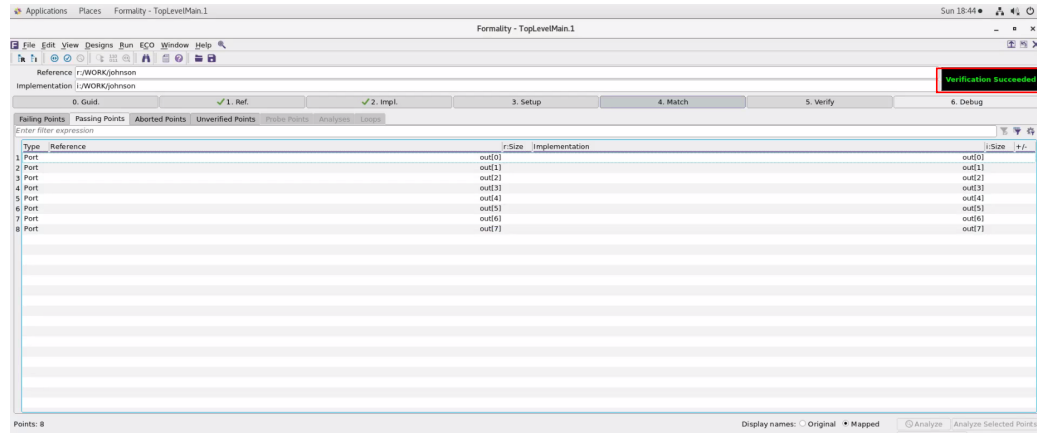 Applications Places Formality - TopLevelMain.1 Sun 18:44
Formality - TopLevelMain.1
File Edit View Designs Run ECO Window Help
Reference r:/WORK/johnson
Implementation i:/WORK/johnson
Verification Succeeded
0. Guid. 1. Ref. 2. Impl. 3. Setup 4. Match 5. Verify 6. Debug
Failing Points Passing Points Aborted Points Unverified Points Probe Points Analyses Loops
Enter filter expression
Type Reference r:Size Implementation i:Size +/-
1 Port out[0] out[0]
2 Port out[1] out[1]
3 Port out[2] out[2]
4 Port out[3] out[3]
5 Port out[4] out[4]
6 Port out[5] out[5]
7 Port out[6] out[6]
8 Port out[7] out[7]
Points: 8 Display names: Original Mapped Analyze Analyze Selected Points